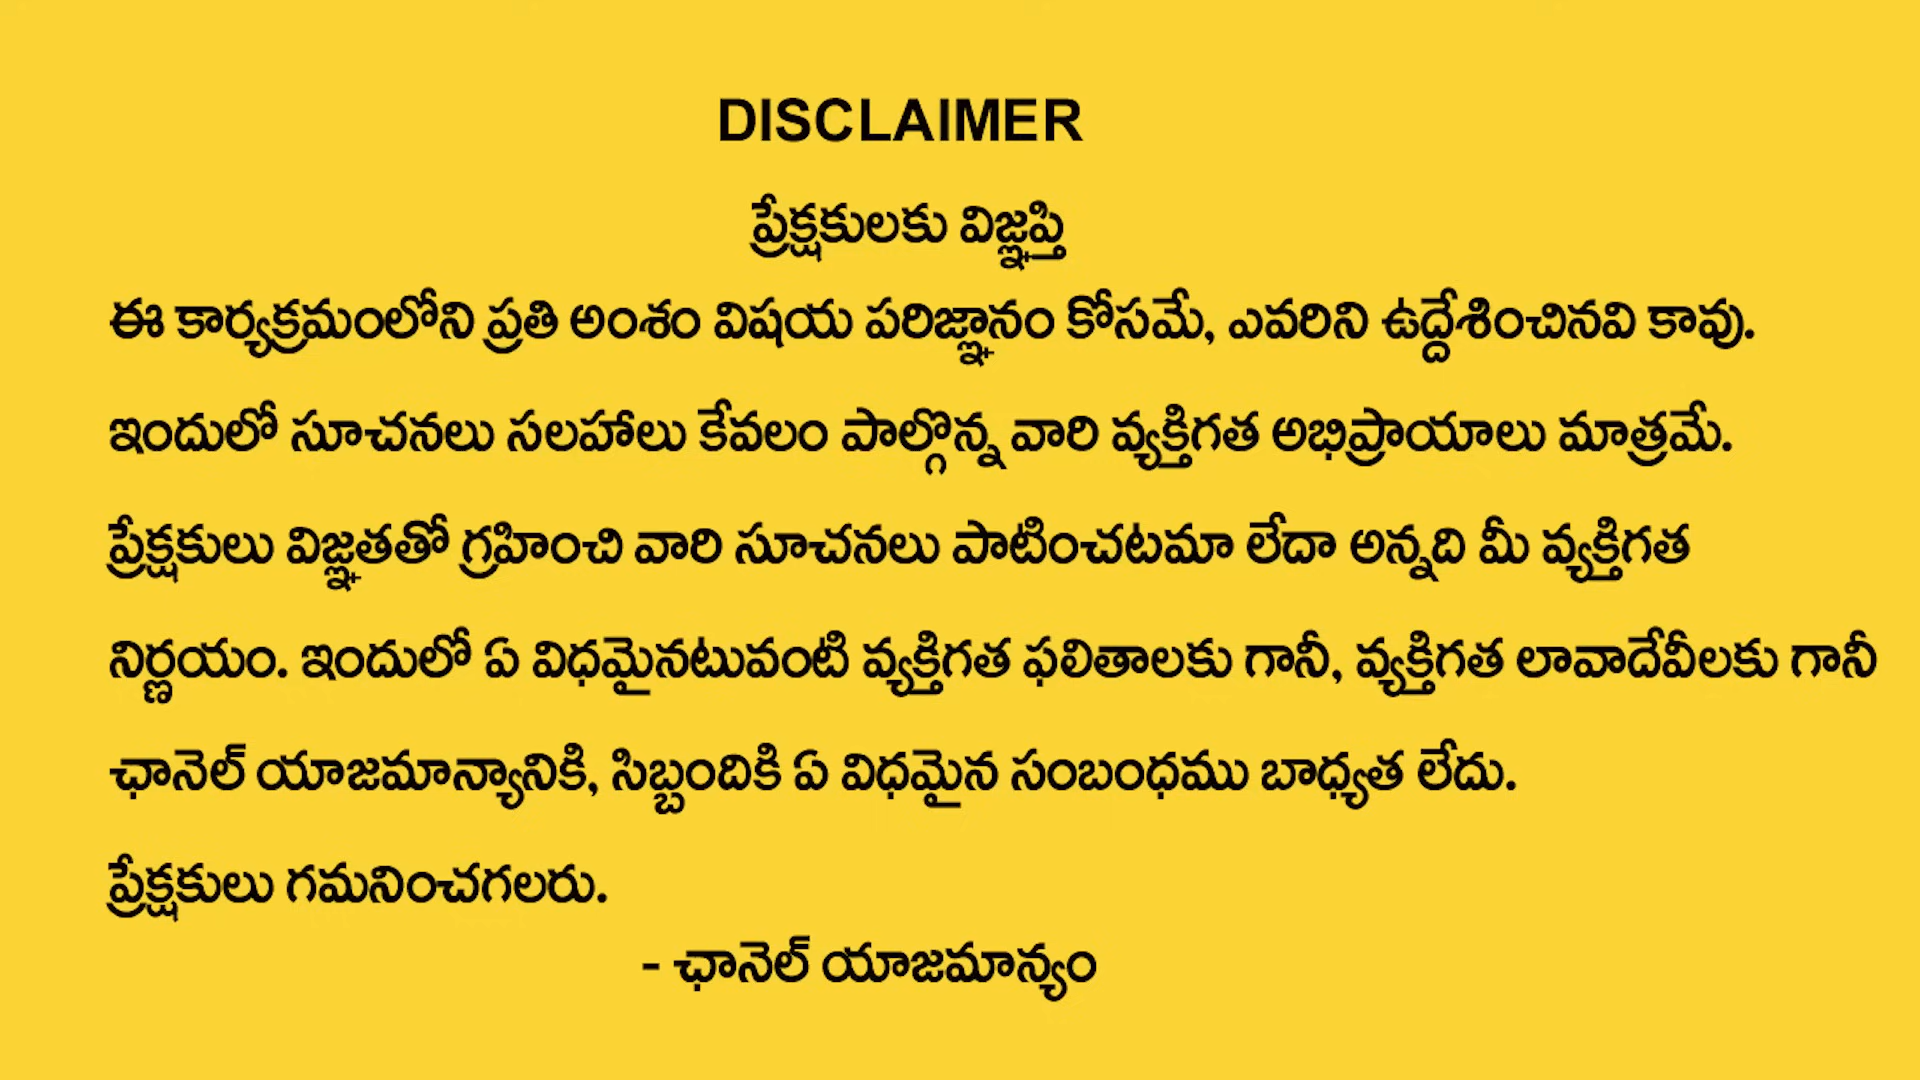 DISCLAIMER
ప్రేక్షకులకు విజ్ఞప్తి
ఈ కార్యక్రమంలోని ప్రతి అంశం విషయ పరిజ్ఞానం కోసమే, ఎవరిని ఉద్దేశించినవి కావు.
ఇందులో సూచనలు సలహాలు కేవలం పాల్గొన్న వారి వ్యక్తిగత అభిప్రాయాలు మాత్రమే.
ప్రేక్షకులు విజ్ఞతతో గ్రహించి వారి సూచనలు పాటించటమా లేదా అన్నది మీ వ్యక్తిగత
నిర్ణయం. ఇందులో ఏ విధమైనటువంటి వ్యక్తిగత ఫలితాలకు గానీ, వ్యక్తిగత లావాదేవీలకు గానీ
ఛానెల్ యాజమాన్యానికి, సిబ్బందికి ఏ విధమైన సంబంధము బాధ్యత లేదు.
ప్రేక్షకులు గమనించగలరు.
- ఛానెల్ యాజమాన్యం